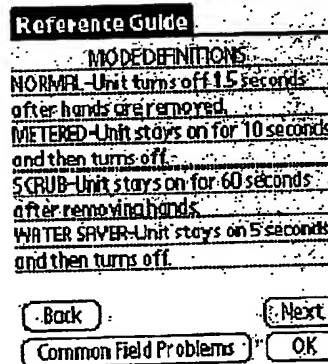 Reference Guide
MODE DEFINITIONS
NORMAL-Unit turns off 1.5 seconds
after hands are removed.
METERED-Unit stays on for 10 seconds
and then turns off.
SCRUB-Unit stays on for 60 seconds
after removing hands.
WATER SAVER-Unit stays on 5 seconds
and then turns off.
Back
Next
Common Field Problems
OK